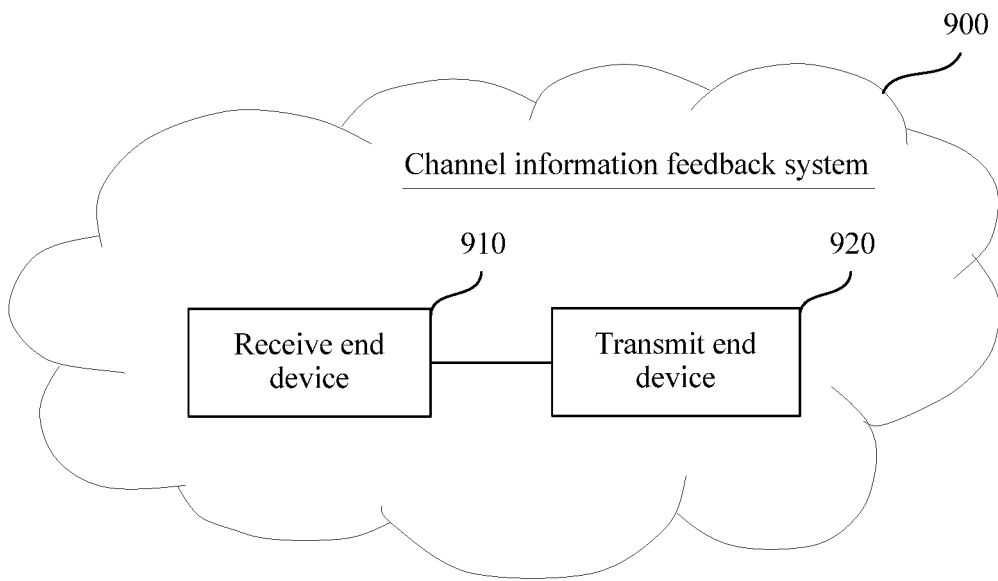 900
Channel information feedback system
910
920
Receive end
device
Transmit end
device